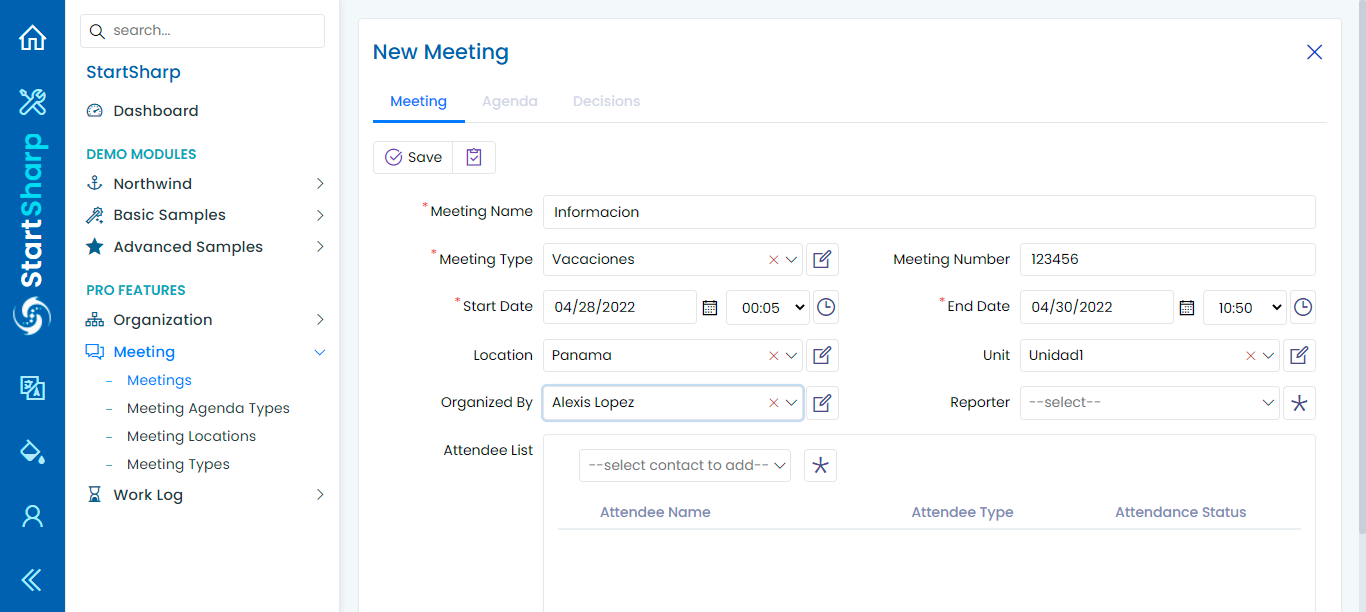 StartSharp
search...
StartSharp
Dashboard
DEMO MODULES
Northwind
Basic Samples
Advanced Samples
PRO FEATURES
Organization
Meeting
– Meetings
– Meeting Agenda Types
– Meeting Locations
– Meeting Types
Work Log
New Meeting
Meeting Agenda Decisions
Save
* Meeting Name Informacion
* Meeting Type Vacaciones Meeting Number 123456
* Start Date 04/28/2022 00:05 * End Date 04/30/2022 10:50
Location Panama Unit Unidad1
Organized By Alexis Lopez Reporter --select--
Attendee List
--select contact to add--
Attendee Name Attendee Type Attendance Status